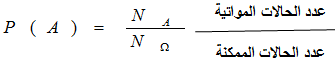 عدد الحالات المواتية
P ( A ) = N A / N Ω
عدد الحالات الممكنة